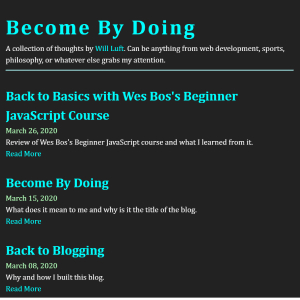 Become By Doing
A collection of thoughts by Will Luft. Can be anything from web development, sports,
philosophy, or whatever else grabs my attention.
Back to Basics with Wes Bos's Beginner
JavaScript Course
March 26, 2020
Review of Wes Bos's Beginner JavaScript course and what I learned from it.
Read More
Become By Doing
March 15, 2020
What does it mean to me and why is it the title of the blog.
Read More
Back to Blogging
March 08, 2020
Why and how I built this blog.
Read More